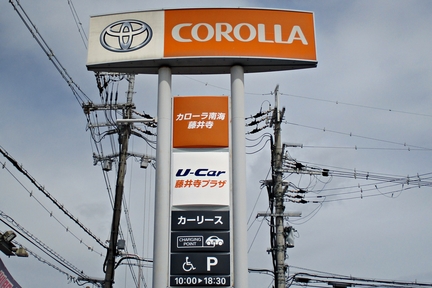 COROLLA
カローラ南海
藤井寺
U-Car
藤井寺プラザ
カーリース
CHARGING
POINT
P
10:00▶18:30